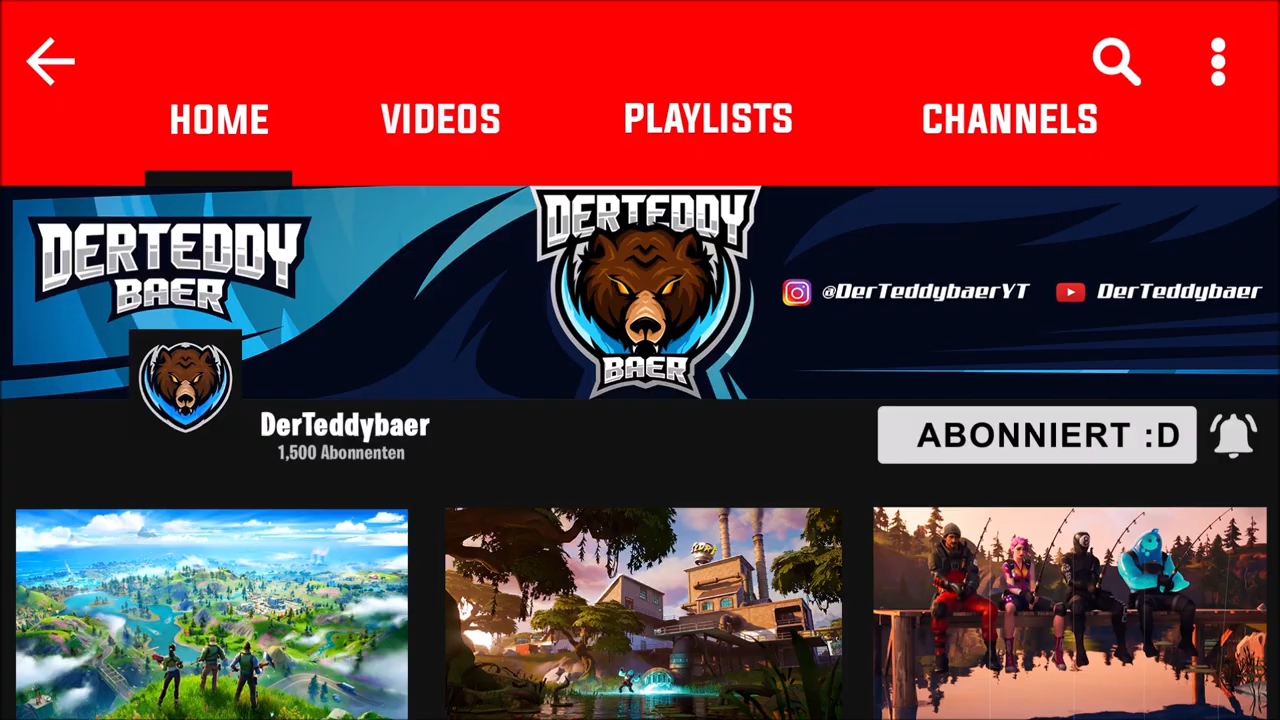 HOME VIDEOS PLAYLISTS CHANNELS
DERTEDDY
BAER
DERTEDDY
BAER
@DerTeddybaerYT DerTeddybaer
DerTeddybaer
1,500 Abonnenten
ABONNIERT :D